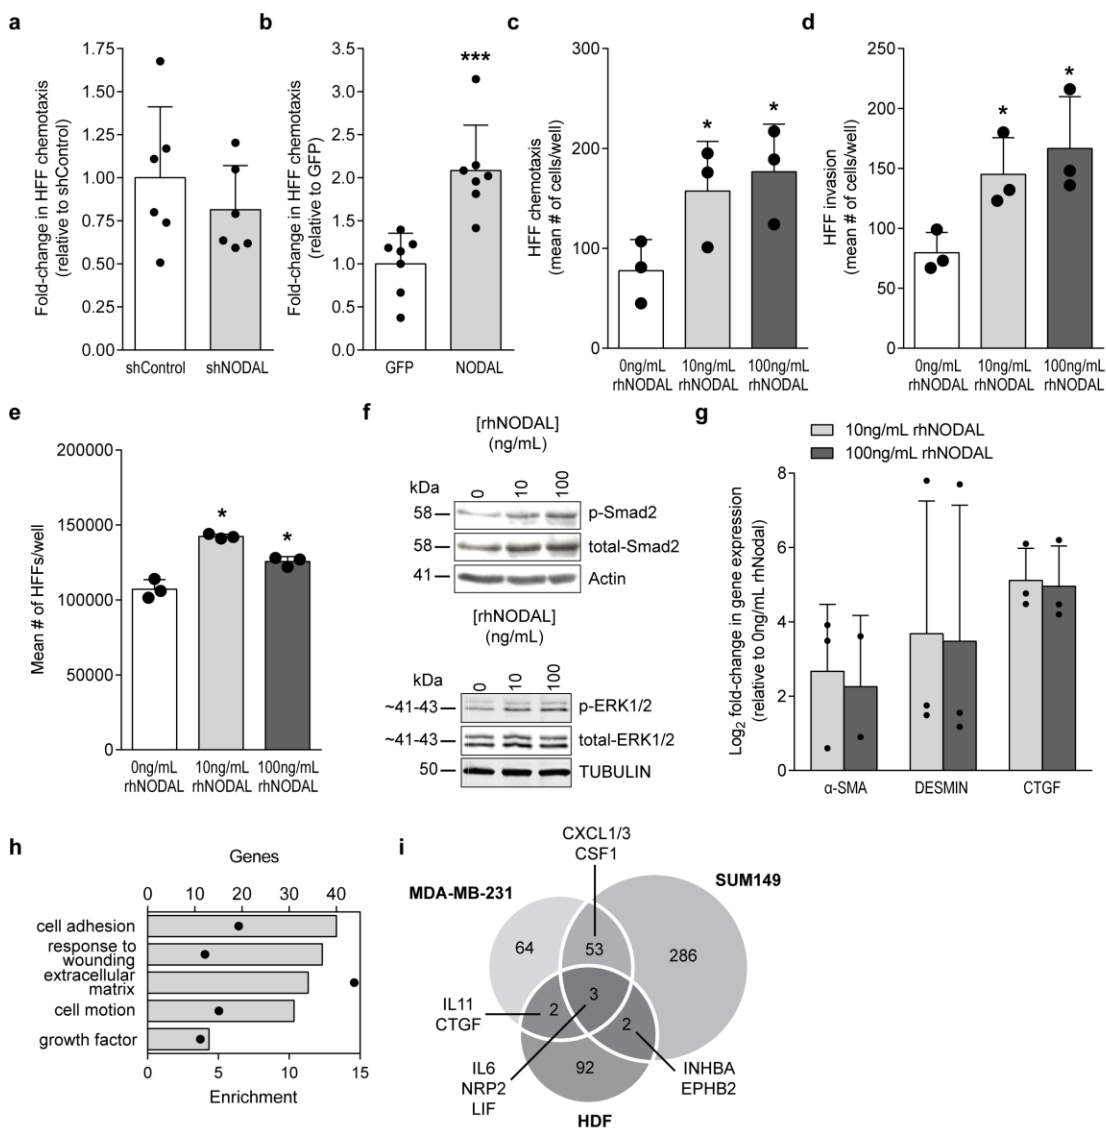 a
Fold-change in HFF chemotaxis
(relative to shControl)
1.75
1.50
1.25
1.00
0.75
0.50
0.25
0.00
shControl
shNODAL
b
Fold-change in HFF chemotaxis
(relative to GFP)
3.5
3.0
2.5
2.0
1.5
1.0
0.5
0.0
***
GFP
NODAL
c
HFF chemotaxis
(mean # of cells/well)
300
200
100
0
*
*
0ng/mL
rhNODAL
10ng/mL
rhNODAL
100ng/mL
rhNODAL
d
HFF invasion
(mean # of cells/well)
250
200
150
100
50
0
*
*
0ng/mL
rhNODAL
10ng/mL
rhNODAL
100ng/mL
rhNODAL
e
Mean # of HFFs/well
200000
150000
100000
50000
0
*
*
0ng/mL
rhNODAL
10ng/mL
rhNODAL
100ng/mL
rhNODAL
f
[rhNODAL]
(ng/mL)
kDa
0
10
100
58
p-Smad2
58
total-Smad2
41
Actin
[rhNODAL]
(ng/mL)
kDa
0
10
100
~41-43
p-ERK1/2
~41-43
total-ERK1/2
50
TUBULIN
g
10ng/mL rhNODAL
100ng/mL rhNODAL
Log2 fold-change in gene expression
(relative to 0ng/mL rhNodal)
8
6
4
2
0
α-SMA
DESMIN
CTGF
h
Genes
0 10 20 30 40
cell adhesion
response to
wounding
extracellular
matrix
cell motion
growth factor
0 5 10 15
Enrichment
i
CXCL1/3
CSF1
MDA-MB-231
SUM149
64
53
286
IL11
CTGF
2
3
2
IL6
NRP2
LIF
92
INHBA
EPHB2
HDF